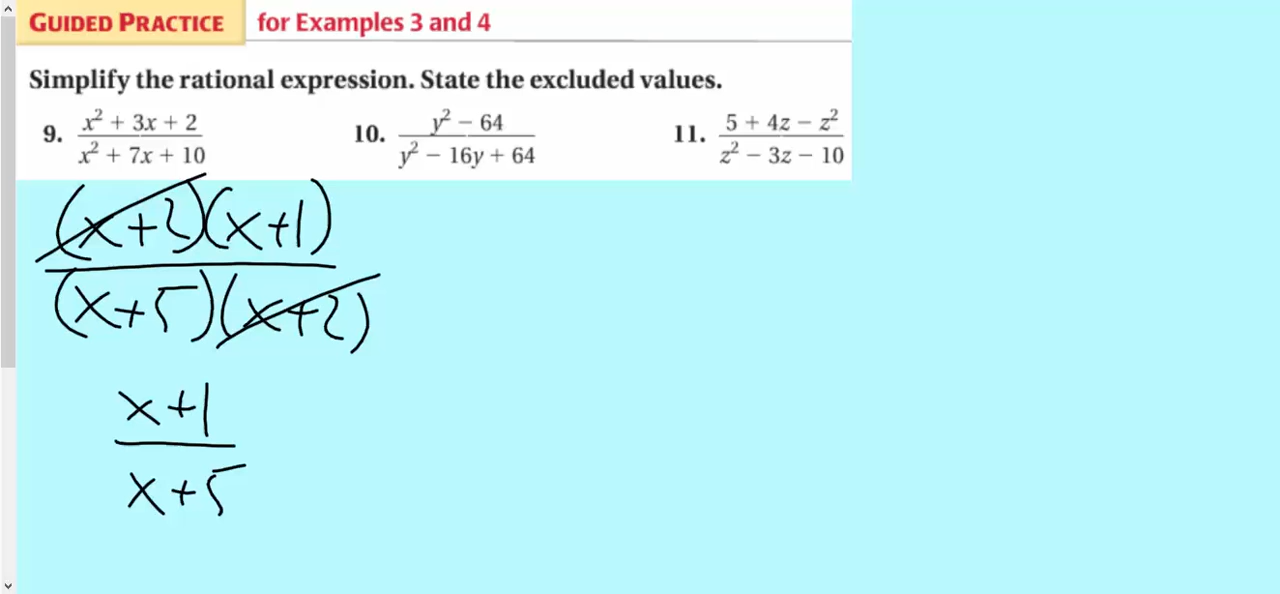 GUIDED PRACTICE for Examples 3 and 4
Simplify the rational expression. State the excluded values.
9. (x² + 3x + 2)/(x² + 7x + 10) 10. (y² − 64)/(y² − 16y + 64) 11. (5 + 4z − z²)/(z² − 3z − 10)
(x+2)(x+1)
(x+5)(x+2)
x+1
x+5